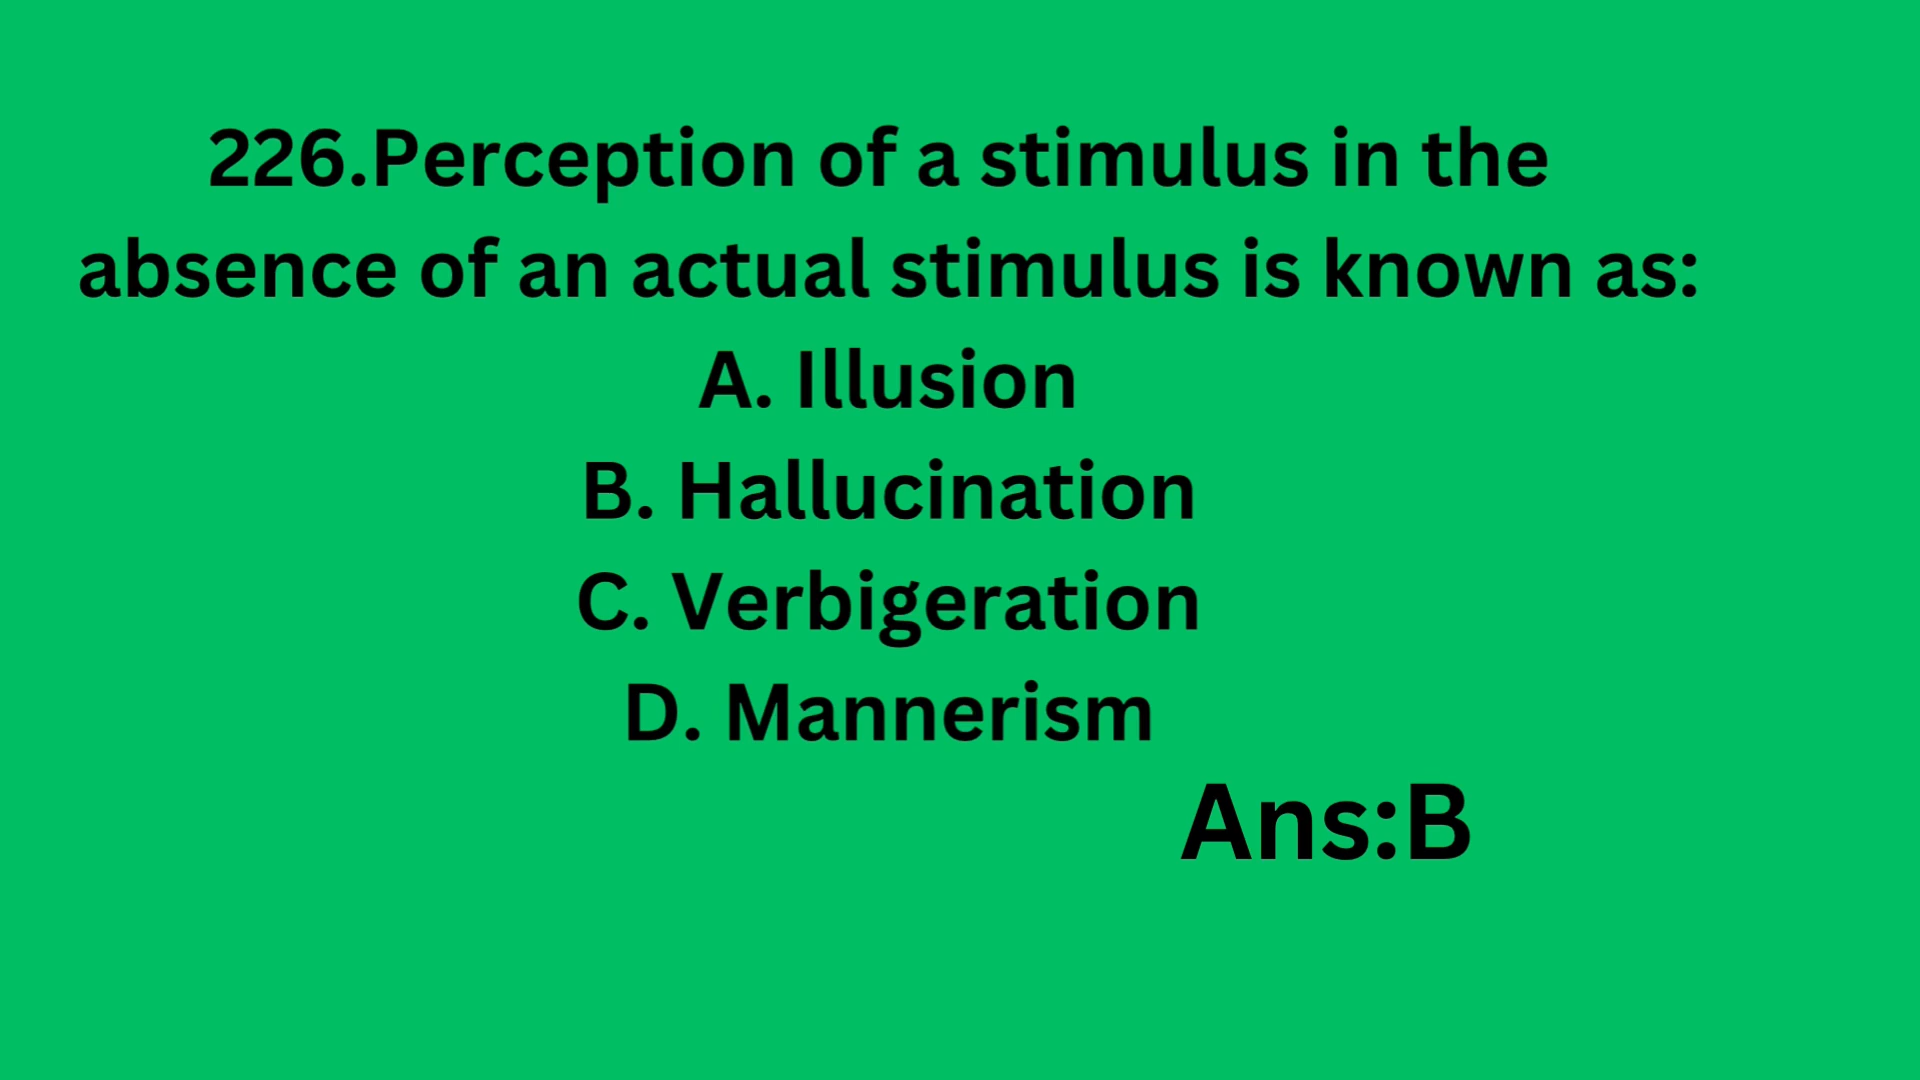 226.Perception of a stimulus in the
absence of an actual stimulus is known as:
A. Illusion
B. Hallucination
C. Verbigeration
D. Mannerism
Ans:B